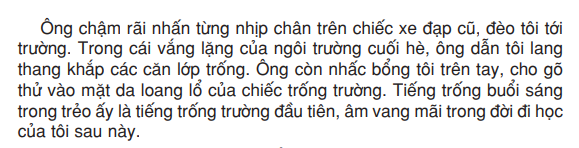 Ông chậm rãi nhấn từng nhịp chân trên chiếc xe đạp cũ, đèo tôi tới
trường. Trong cái vắng lặng của ngôi trường cuối hè, ông dẫn tôi lang
thang khắp các căn lớp trống. Ông còn nhấc bổng tôi trên tay, cho gõ
thử vào mặt da loang lổ của chiếc trống trường. Tiếng trống buổi sáng
trong trẻo ấy là tiếng trống trường đầu tiên, âm vang mãi trong đời đi học
của tôi sau này.